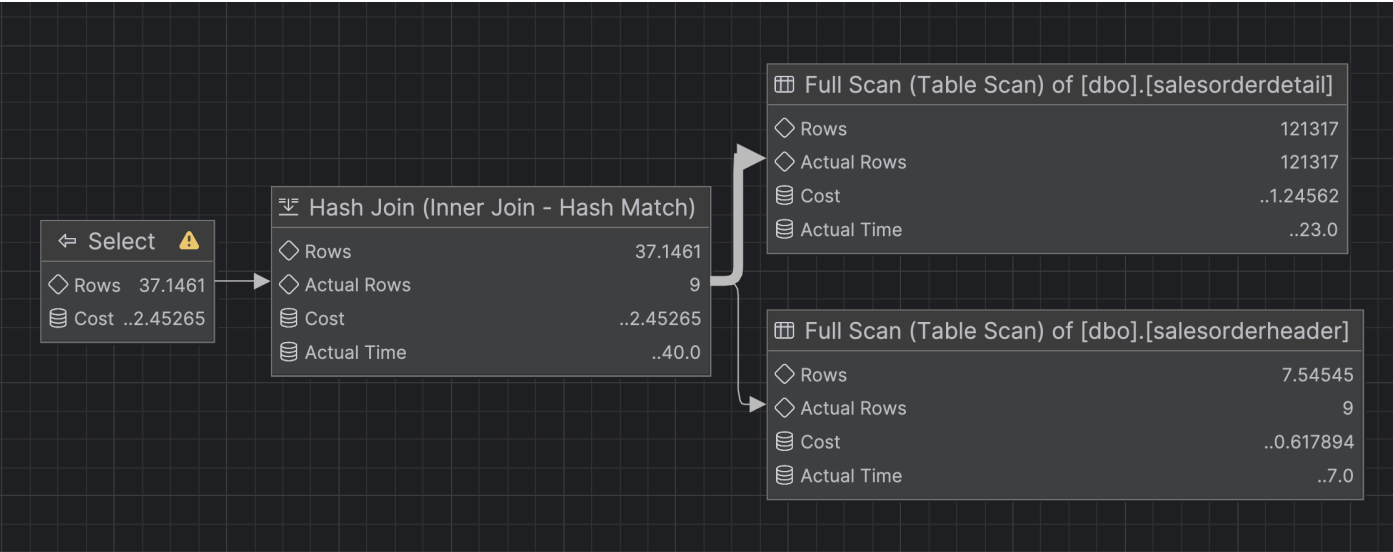 Select
Rows 37.1461
Cost ..2.45265
Hash Join (Inner Join - Hash Match)
Rows 37.1461
Actual Rows 9
Cost ..2.45265
Actual Time ..40.0
Full Scan (Table Scan) of [dbo].[salesorderdetail]
Rows 121317
Actual Rows 121317
Cost ..1.24562
Actual Time ..23.0
Full Scan (Table Scan) of [dbo].[salesorderheader]
Rows 7.54545
Actual Rows 9
Cost ..0.617894
Actual Time ..7.0